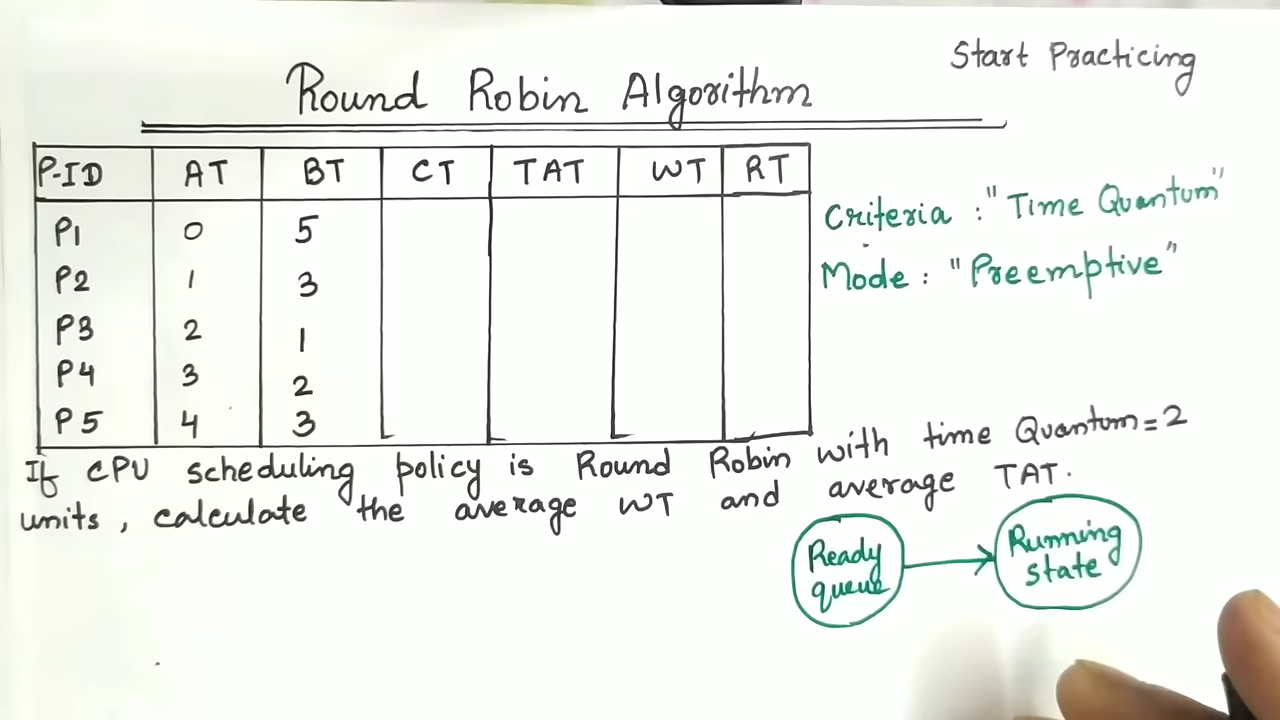 Start Practicing
Round Robin Algorithm
P-ID AT BT CT TAT WT RT
P1 0 5
P2 1 3
P3 2 1
P4 3 2
P5 4 3
Criteria : "Time Quantum"
Mode : "Preemptive"
If CPU scheduling policy is Round Robin with time Quantum = 2
units, calculate the average WT and average TAT.
Ready
queue
Running
state